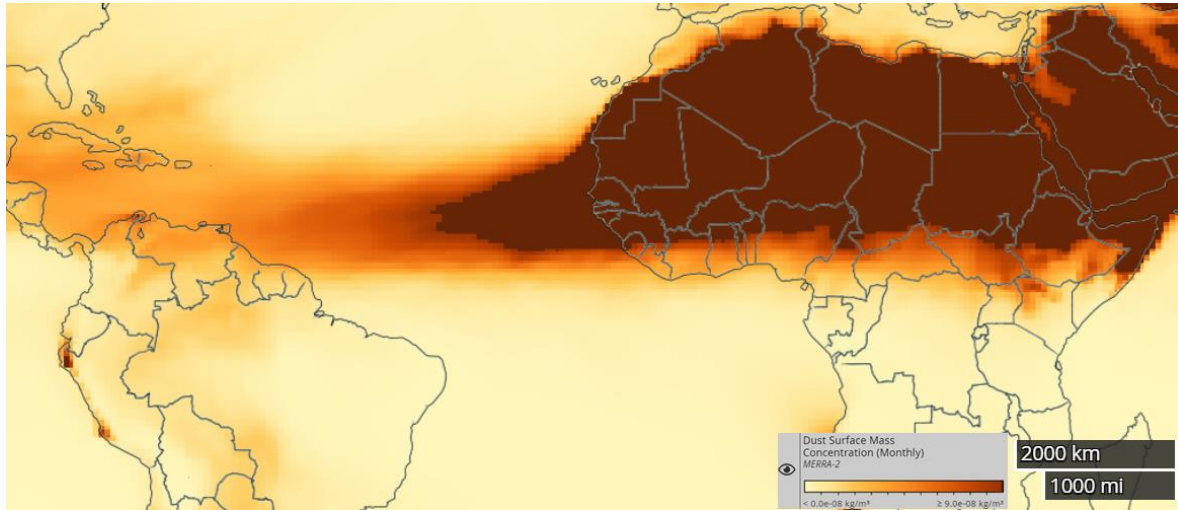 Dust Surface Mass
Concentration (Monthly)
MERRA-2
< 0.0e-08 kg/m³ ≥ 9.0e-08 kg/m³
2000 km
1000 mi